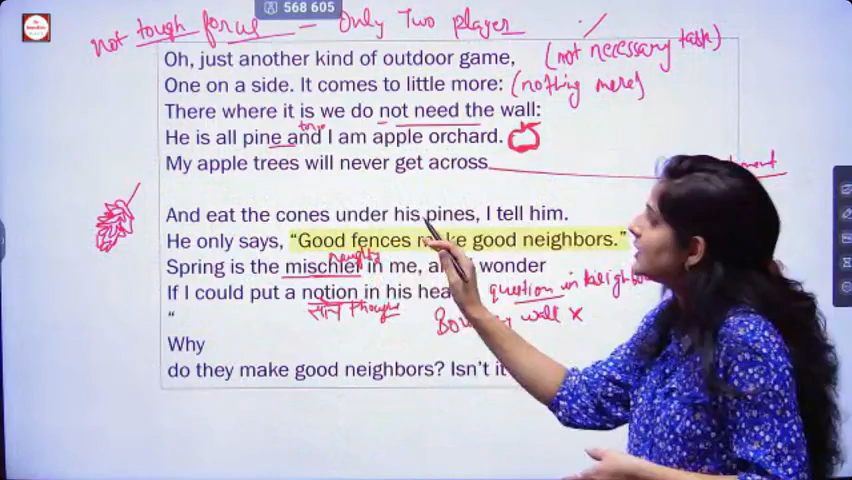 568 605
not tough for us - Only Two player
Oh, just another kind of outdoor game, (not necessary task)
One on a side. It comes to little more: (nothing more)
There where it is we do not need the wall:
He is all pine and I am apple orchard.
My apple trees will never get across
And eat the cones under his pines, I tell him.
He only says, “Good fences make good neighbors.”
Naughty
Spring is the mischief in me, and wonder
If I could put a notion in his hea question in
thought
wall x
“
Why
do they make good neighbors? Isn't it